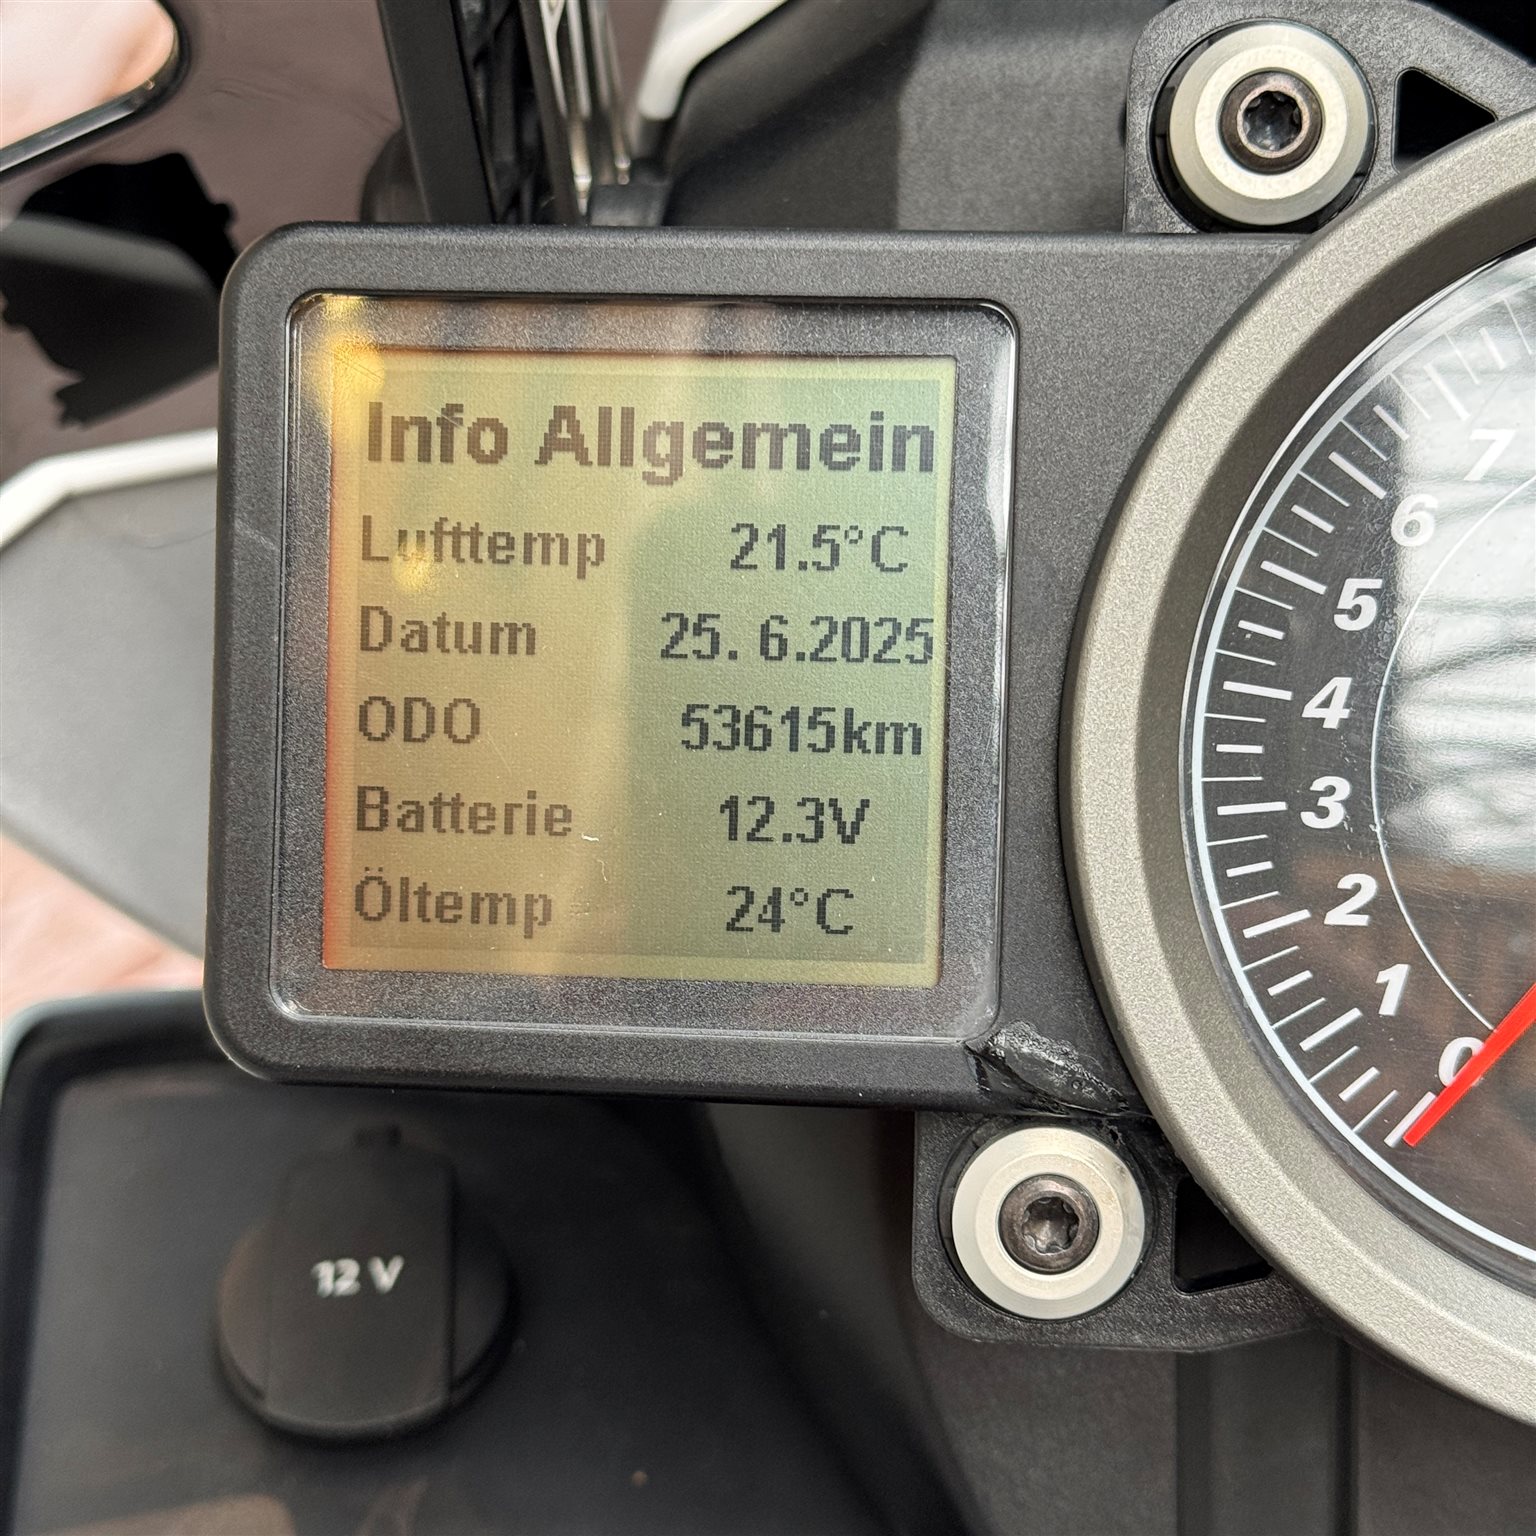 Info Allgemein
Lufttemp 21.5°C
Datum 25. 6.2025
ODO 53615km
Batterie 12.3V
Öltemp 24°C
7
6
5
4
3
2
1
0
12 V